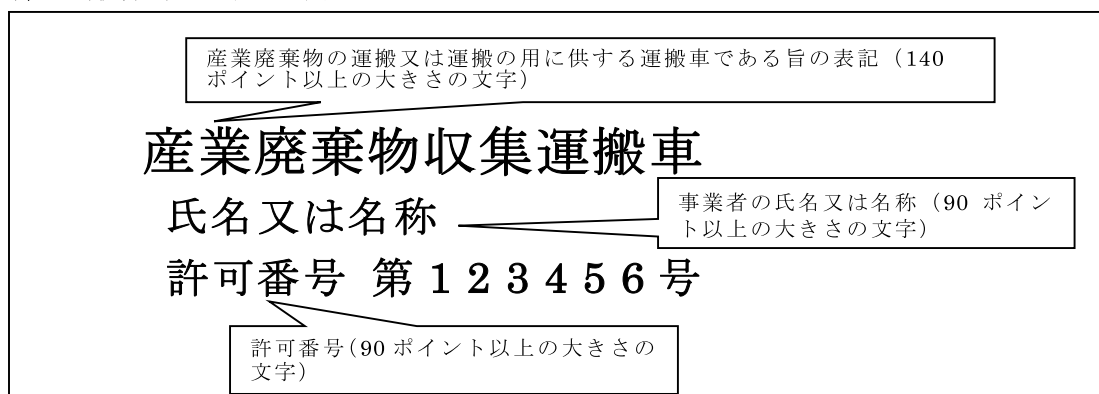 産業廃棄物の運搬又は運搬の用に供する運搬車である旨の表記（140
ポイント以上の大きさの文字）
産業廃棄物収集運搬車
氏名又は名称
事業者の氏名又は名称（90 ポイン
ト以上の大きさの文字）
許可番号 第１２３４５６号
許可番号(90 ポイント以上の大きさの
文字）